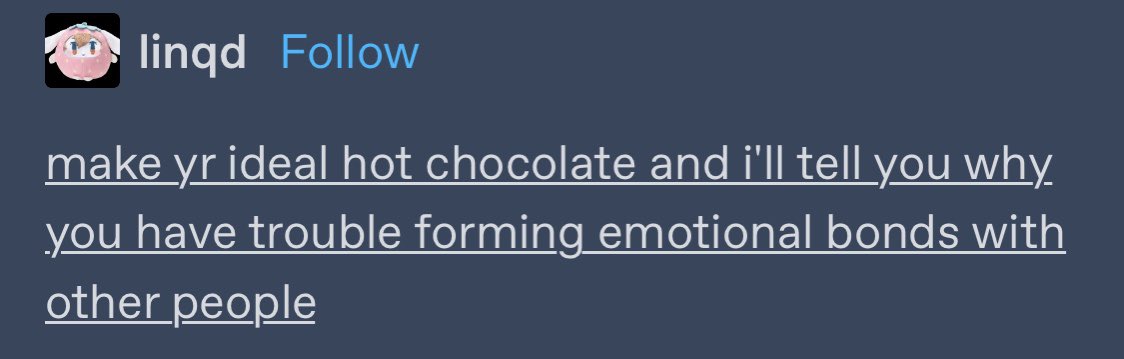 linqd Follow
make yr ideal hot chocolate and i'll tell you why
you have trouble forming emotional bonds with
other people